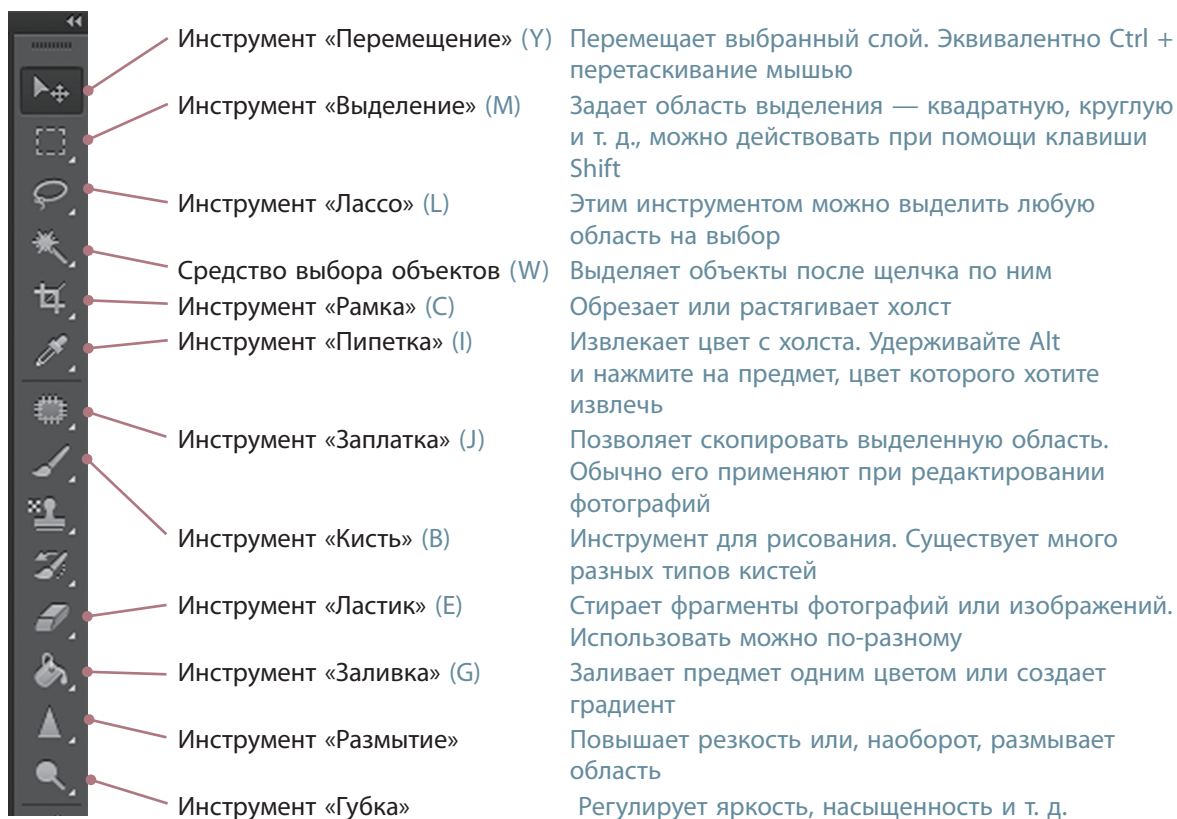 Инструмент «Перемещение» (Y) Перемещает выбранный слой. Эквивалентно Ctrl +
перетаскивание мышью
Инструмент «Выделение» (M) Задает область выделения — квадратную, круглую
и т. д., можно действовать при помощи клавиши
Shift
Инструмент «Лассо» (L) Этим инструментом можно выделить любую
область на выбор
Средство выбора объектов (W) Выделяет объекты после щелчка по ним
Инструмент «Рамка» (C) Обрезает или растягивает холст
Инструмент «Пипетка» (I) Извлекает цвет с холста. Удерживайте Alt
и нажмите на предмет, цвет которого хотите
извлечь
Инструмент «Заплатка» (J) Позволяет скопировать выделенную область.
Обычно его применяют при редактировании
фотографий
Инструмент «Кисть» (B) Инструмент для рисования. Существует много
разных типов кистей
Инструмент «Ластик» (E) Стирает фрагменты фотографий или изображений.
Использовать можно по-разному
Инструмент «Заливка» (G) Заливает предмет одним цветом или создает
градиент
Инструмент «Размытие» Повышает резкость или, наоборот, размывает
область
Инструмент «Губка» Регулирует яркость, насыщенность и т. д.